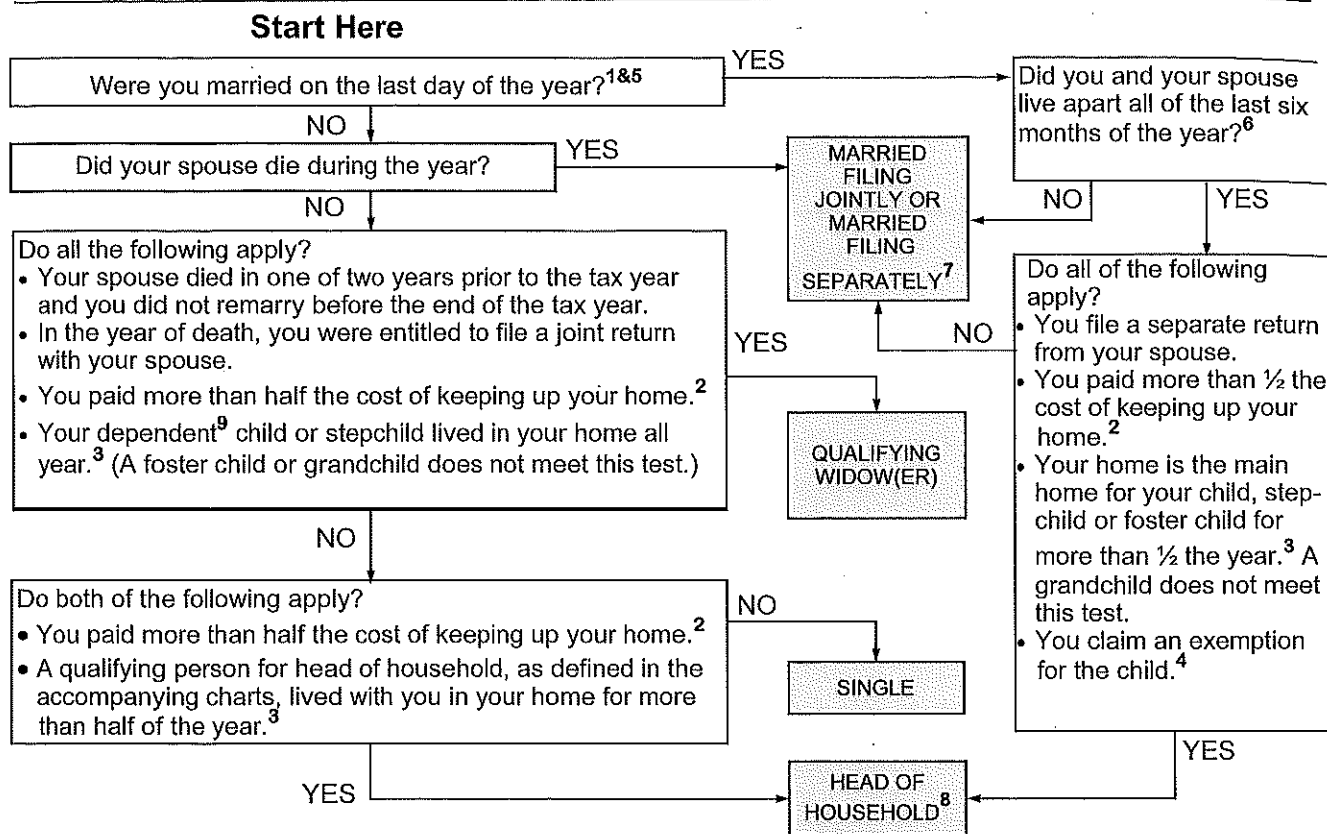 Start Here
Were you married on the last day of the year?1&5
YES
Did you and your spouse
live apart all of the last six
months of the year?6
NO
Did your spouse die during the year?
YES
MARRIED
FILING
JOINTLY OR
MARRIED
FILING
SEPARATELY7
NO
YES
NO
Do all the following apply?
• Your spouse died in one of two years prior to the tax year
and you did not remarry before the end of the tax year.
• In the year of death, you were entitled to file a joint return
with your spouse.
• You paid more than half the cost of keeping up your home.2
• Your dependent9 child or stepchild lived in your home all
year.3 (A foster child or grandchild does not meet this test.)
YES
QUALIFYING
WIDOW(ER)
NO
Do all of the following
apply?
• You file a separate return
from your spouse.
• You paid more than ½ the
cost of keeping up your
home.2
• Your home is the main
home for your child, step-
child or foster child for
more than ½ the year.3 A
grandchild does not meet
this test.
• You claim an exemption
for the child.4
NO
Do both of the following apply?
• You paid more than half the cost of keeping up your home.2
• A qualifying person for head of household, as defined in the
accompanying charts, lived with you in your home for more
than half of the year.3
NO
SINGLE
YES
HEAD OF
HOUSEHOLD8
YES